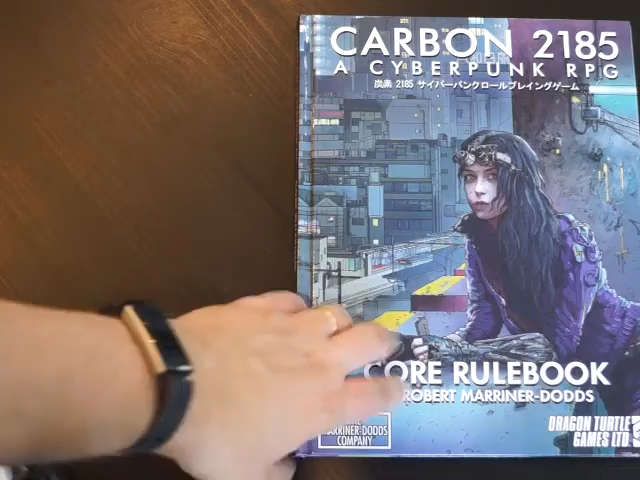 CARBON 2185
A CYBERPUNK RPG
炭素 2185 サイバーパンクロールプレイングゲーム
CORE RULEBOOK
ROBERT MARRINER-DODDS
MARRINER-DODDS
COMPANY
DRAGON TURTLE
GAMES LTD